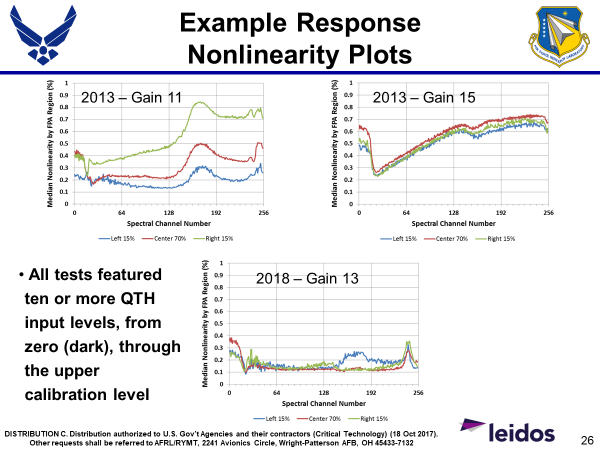 Example Response
Nonlinearity Plots
2013 – Gain 11
Median Nonlinearity by FPA Region (%)
1
0.9
0.8
0.7
0.6
0.5
0.4
0.3
0.2
0.1
0
0 64 128 192 256
Spectral Channel Number
Left 15% Center 70% Right 15%
2013 – Gain 15
Median Nonlinearity by FPA Region (%)
1
0.9
0.8
0.7
0.6
0.5
0.4
0.3
0.2
0.1
0
0 64 128 192 256
Spectral Channel Number
Left 15% Center 70% Right 15%
• All tests featured
ten or more QTH
input levels, from
zero (dark), through
the upper
calibration level
2018 – Gain 13
Median Nonlinearity by FPA Region (%)
1
0.9
0.8
0.7
0.6
0.5
0.4
0.3
0.2
0.1
0
0 64 128 192 256
Spectral Channel Number
Left 15% Center 70% Right 15%
DISTRIBUTION C. Distribution authorized to U.S. Gov't Agencies and their contractors (Critical Technology) (18 Oct 2017).
Other requests shall be referred to AFRL/RYMT, 2241 Avionics Circle, Wright-Patterson AFB, OH 45433-7132
leidos
26